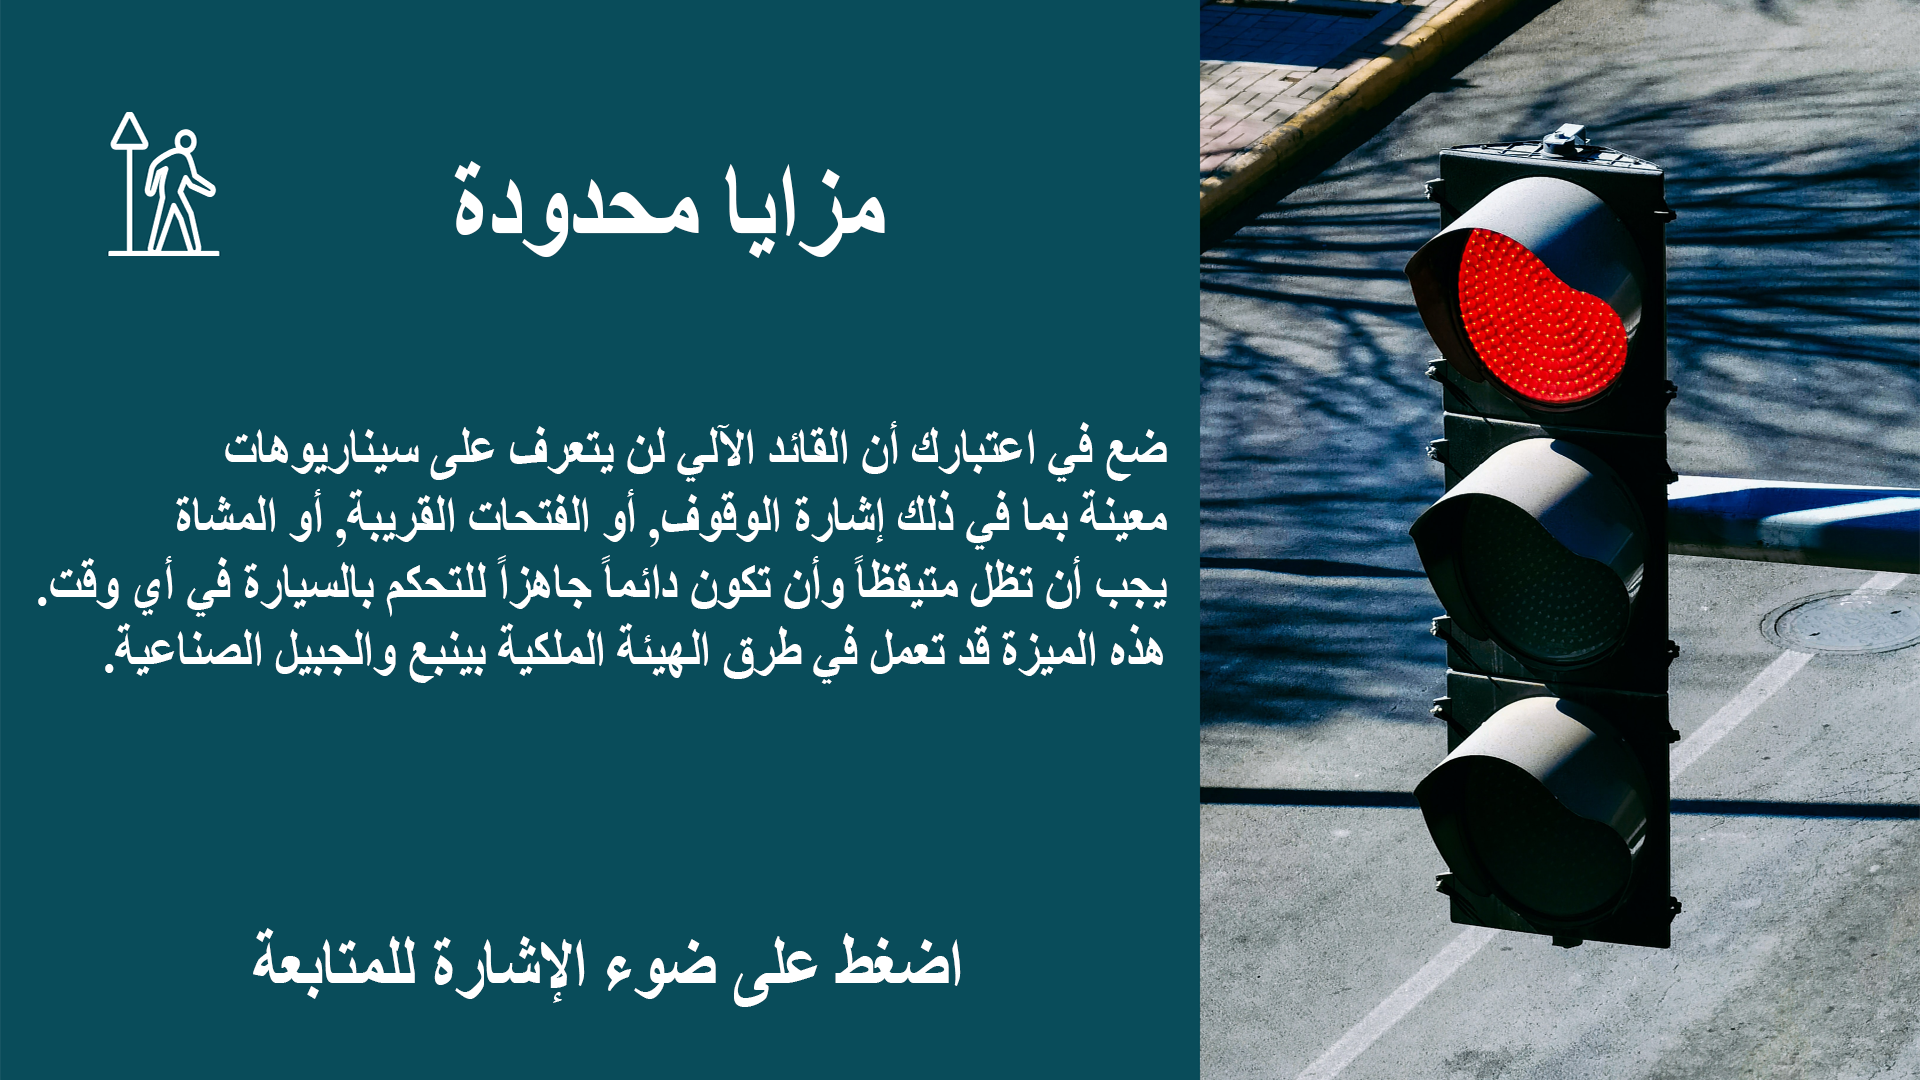 مزايا محدودة
ضع في اعتبارك أن القائد الآلي لن يتعرف على سيناريوهات
معينة بما في ذلك إشارة الوقوف, أو الفتحات القريبة, أو المشاة
يجب أن تظل متيقظاً وأن تكون دائماً جاهزاً للتحكم بالسيارة في أي وقت.
هذه الميزة قد تعمل في طرق الهيئة الملكية بينبع والجبيل الصناعية.
اضغط على ضوء الإشارة للمتابعة